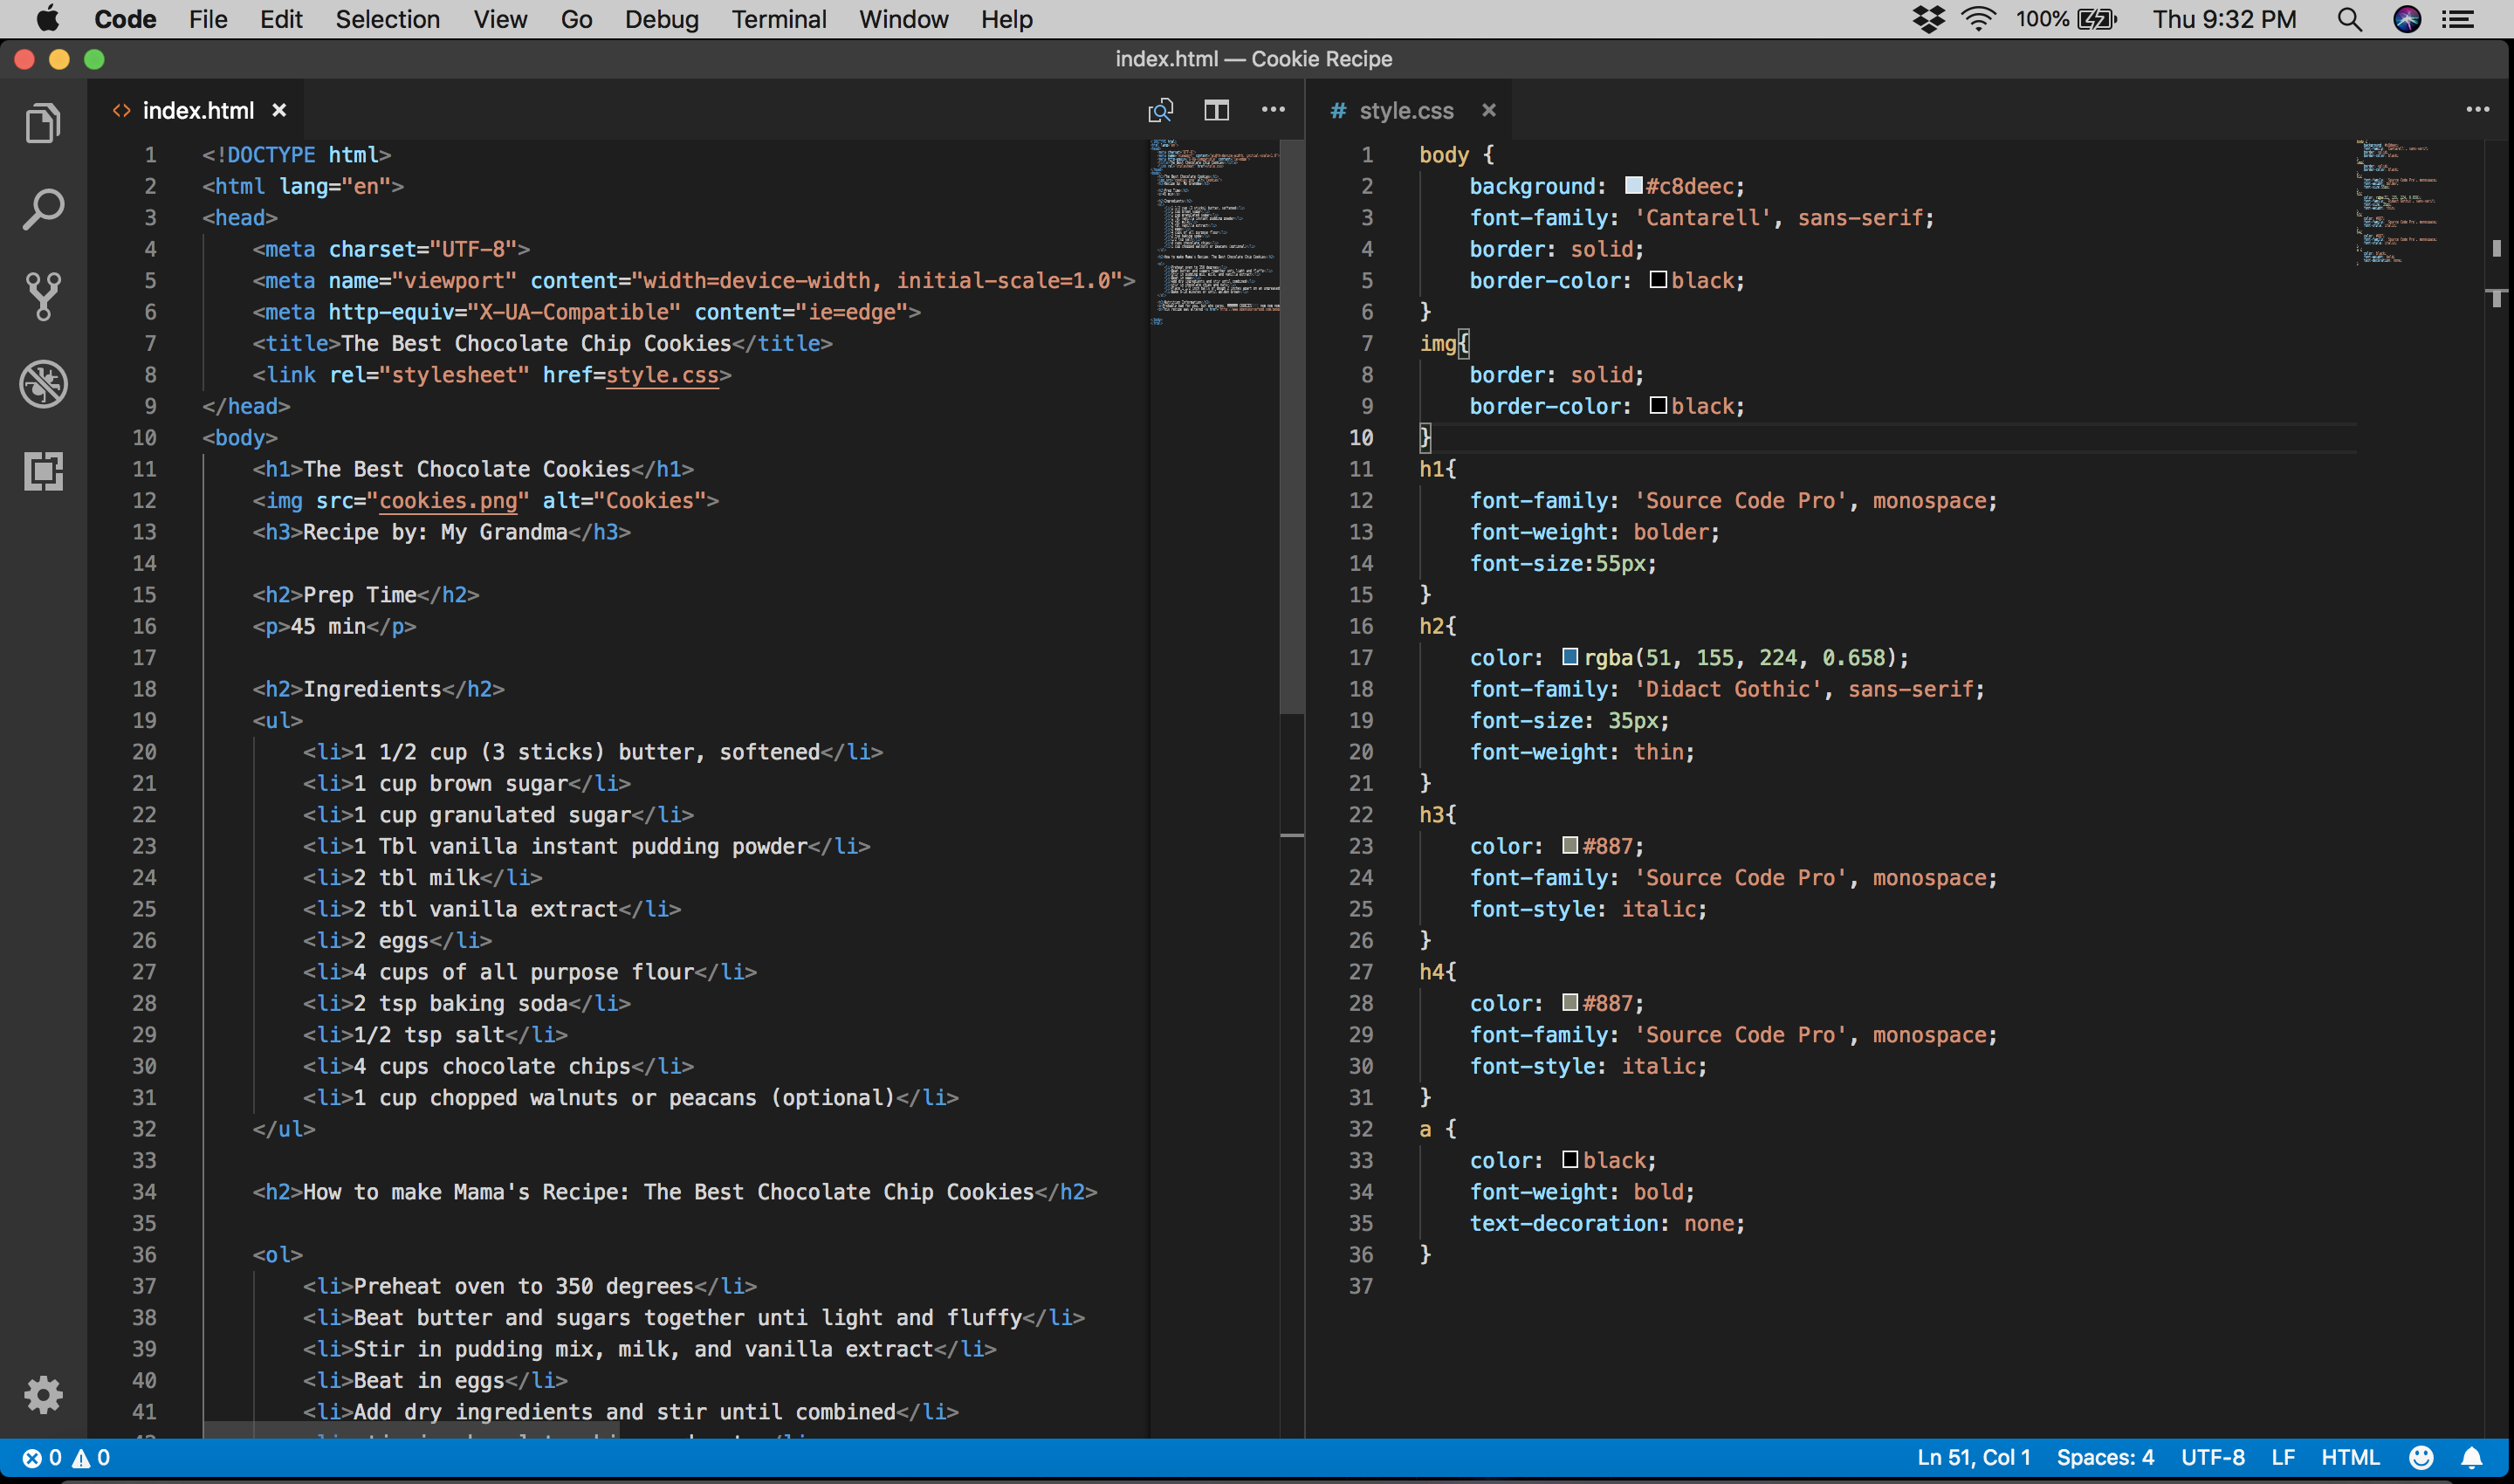 Code File Edit Selection View Go Debug Terminal Window Help 100% Thu 9:32 PM
index.html — Cookie Recipe
index.html
1 <!DOCTYPE html>
2 <html lang="en">
3 <head>
4 <meta charset="UTF-8">
5 <meta name="viewport" content="width=device-width, initial-scale=1.0">
6 <meta http-equiv="X-UA-Compatible" content="ie=edge">
7 <title>The Best Chocolate Chip Cookies</title>
8 <link rel="stylesheet" href=style.css>
9 </head>
10 <body>
11 <h1>The Best Chocolate Cookies</h1>
12 <img src="cookies.png" alt="Cookies">
13 <h3>Recipe by: My Grandma</h3>
14
15 <h2>Prep Time</h2>
16 <p>45 min</p>
17
18 <h2>Ingredients</h2>
19 <ul>
20 <li>1 1/2 cup (3 sticks) butter, softened</li>
21 <li>1 cup brown sugar</li>
22 <li>1 cup granulated sugar</li>
23 <li>1 Tbl vanilla instant pudding powder</li>
24 <li>2 tbl milk</li>
25 <li>2 tbl vanilla extract</li>
26 <li>2 eggs</li>
27 <li>4 cups of all purpose flour</li>
28 <li>2 tsp baking soda</li>
29 <li>1/2 tsp salt</li>
30 <li>4 cups chocolate chips</li>
31 <li>1 cup chopped walnuts or peacans (optional)</li>
32 </ul>
33
34 <h2>How to make Mama's Recipe: The Best Chocolate Chip Cookies</h2>
35
36 <ol>
37 <li>Preheat oven to 350 degrees</li>
38 <li>Beat butter and sugars together unti light and fluffy</li>
39 <li>Stir in pudding mix, milk, and vanilla extract</li>
40 <li>Beat in eggs</li>
41 <li>Add dry ingredients and stir until combined</li>
# style.css
1 body {
2 background: #c8deec;
3 font-family: 'Cantarell', sans-serif;
4 border: solid;
5 border-color: black;
6 }
7 img{
8 border: solid;
9 border-color: black;
10 }
11 h1{
12 font-family: 'Source Code Pro', monospace;
13 font-weight: bolder;
14 font-size:55px;
15 }
16 h2{
17 color: rgba(51, 155, 224, 0.658);
18 font-family: 'Didact Gothic', sans-serif;
19 font-size: 35px;
20 font-weight: thin;
21 }
22 h3{
23 color: #887;
24 font-family: 'Source Code Pro', monospace;
25 font-style: italic;
26 }
27 h4{
28 color: #887;
29 font-family: 'Source Code Pro', monospace;
30 font-style: italic;
31 }
32 a {
33 color: black;
34 font-weight: bold;
35 text-decoration: none;
36 }
37
0 0 Ln 51, Col 1 Spaces: 4 UTF-8 LF HTML